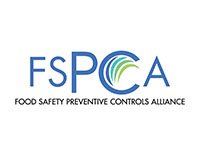 FSPCA
FOOD SAFETY PREVENTIVE CONTROLS ALLIANCE